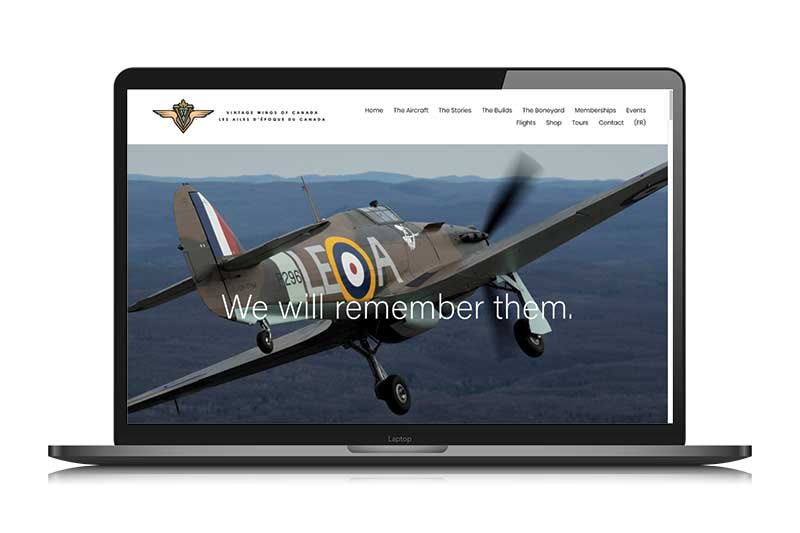 VINTAGE WINGS OF CANADA
LES AILES D'ÉPOQUE DU CANADA
Home The Aircraft The Stories The Builds The Boneyard Memberships Events
Flights Shop Tours Contact (FR)
LE A
296
We will remember them.
Laptop